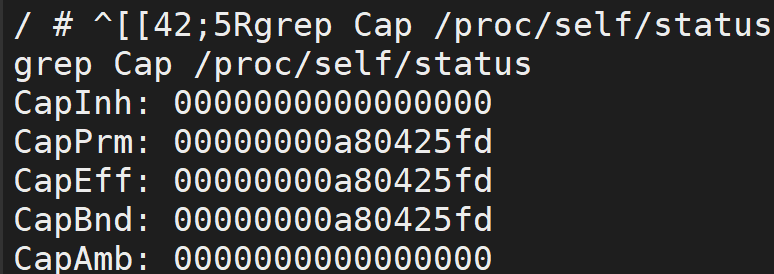 / # ^[[42;5Rgrep Cap /proc/self/status
grep Cap /proc/self/status
CapInh: 0000000000000000
CapPrm: 00000000a80425fd
CapEff: 00000000a80425fd
CapBnd: 00000000a80425fd
CapAmb: 0000000000000000